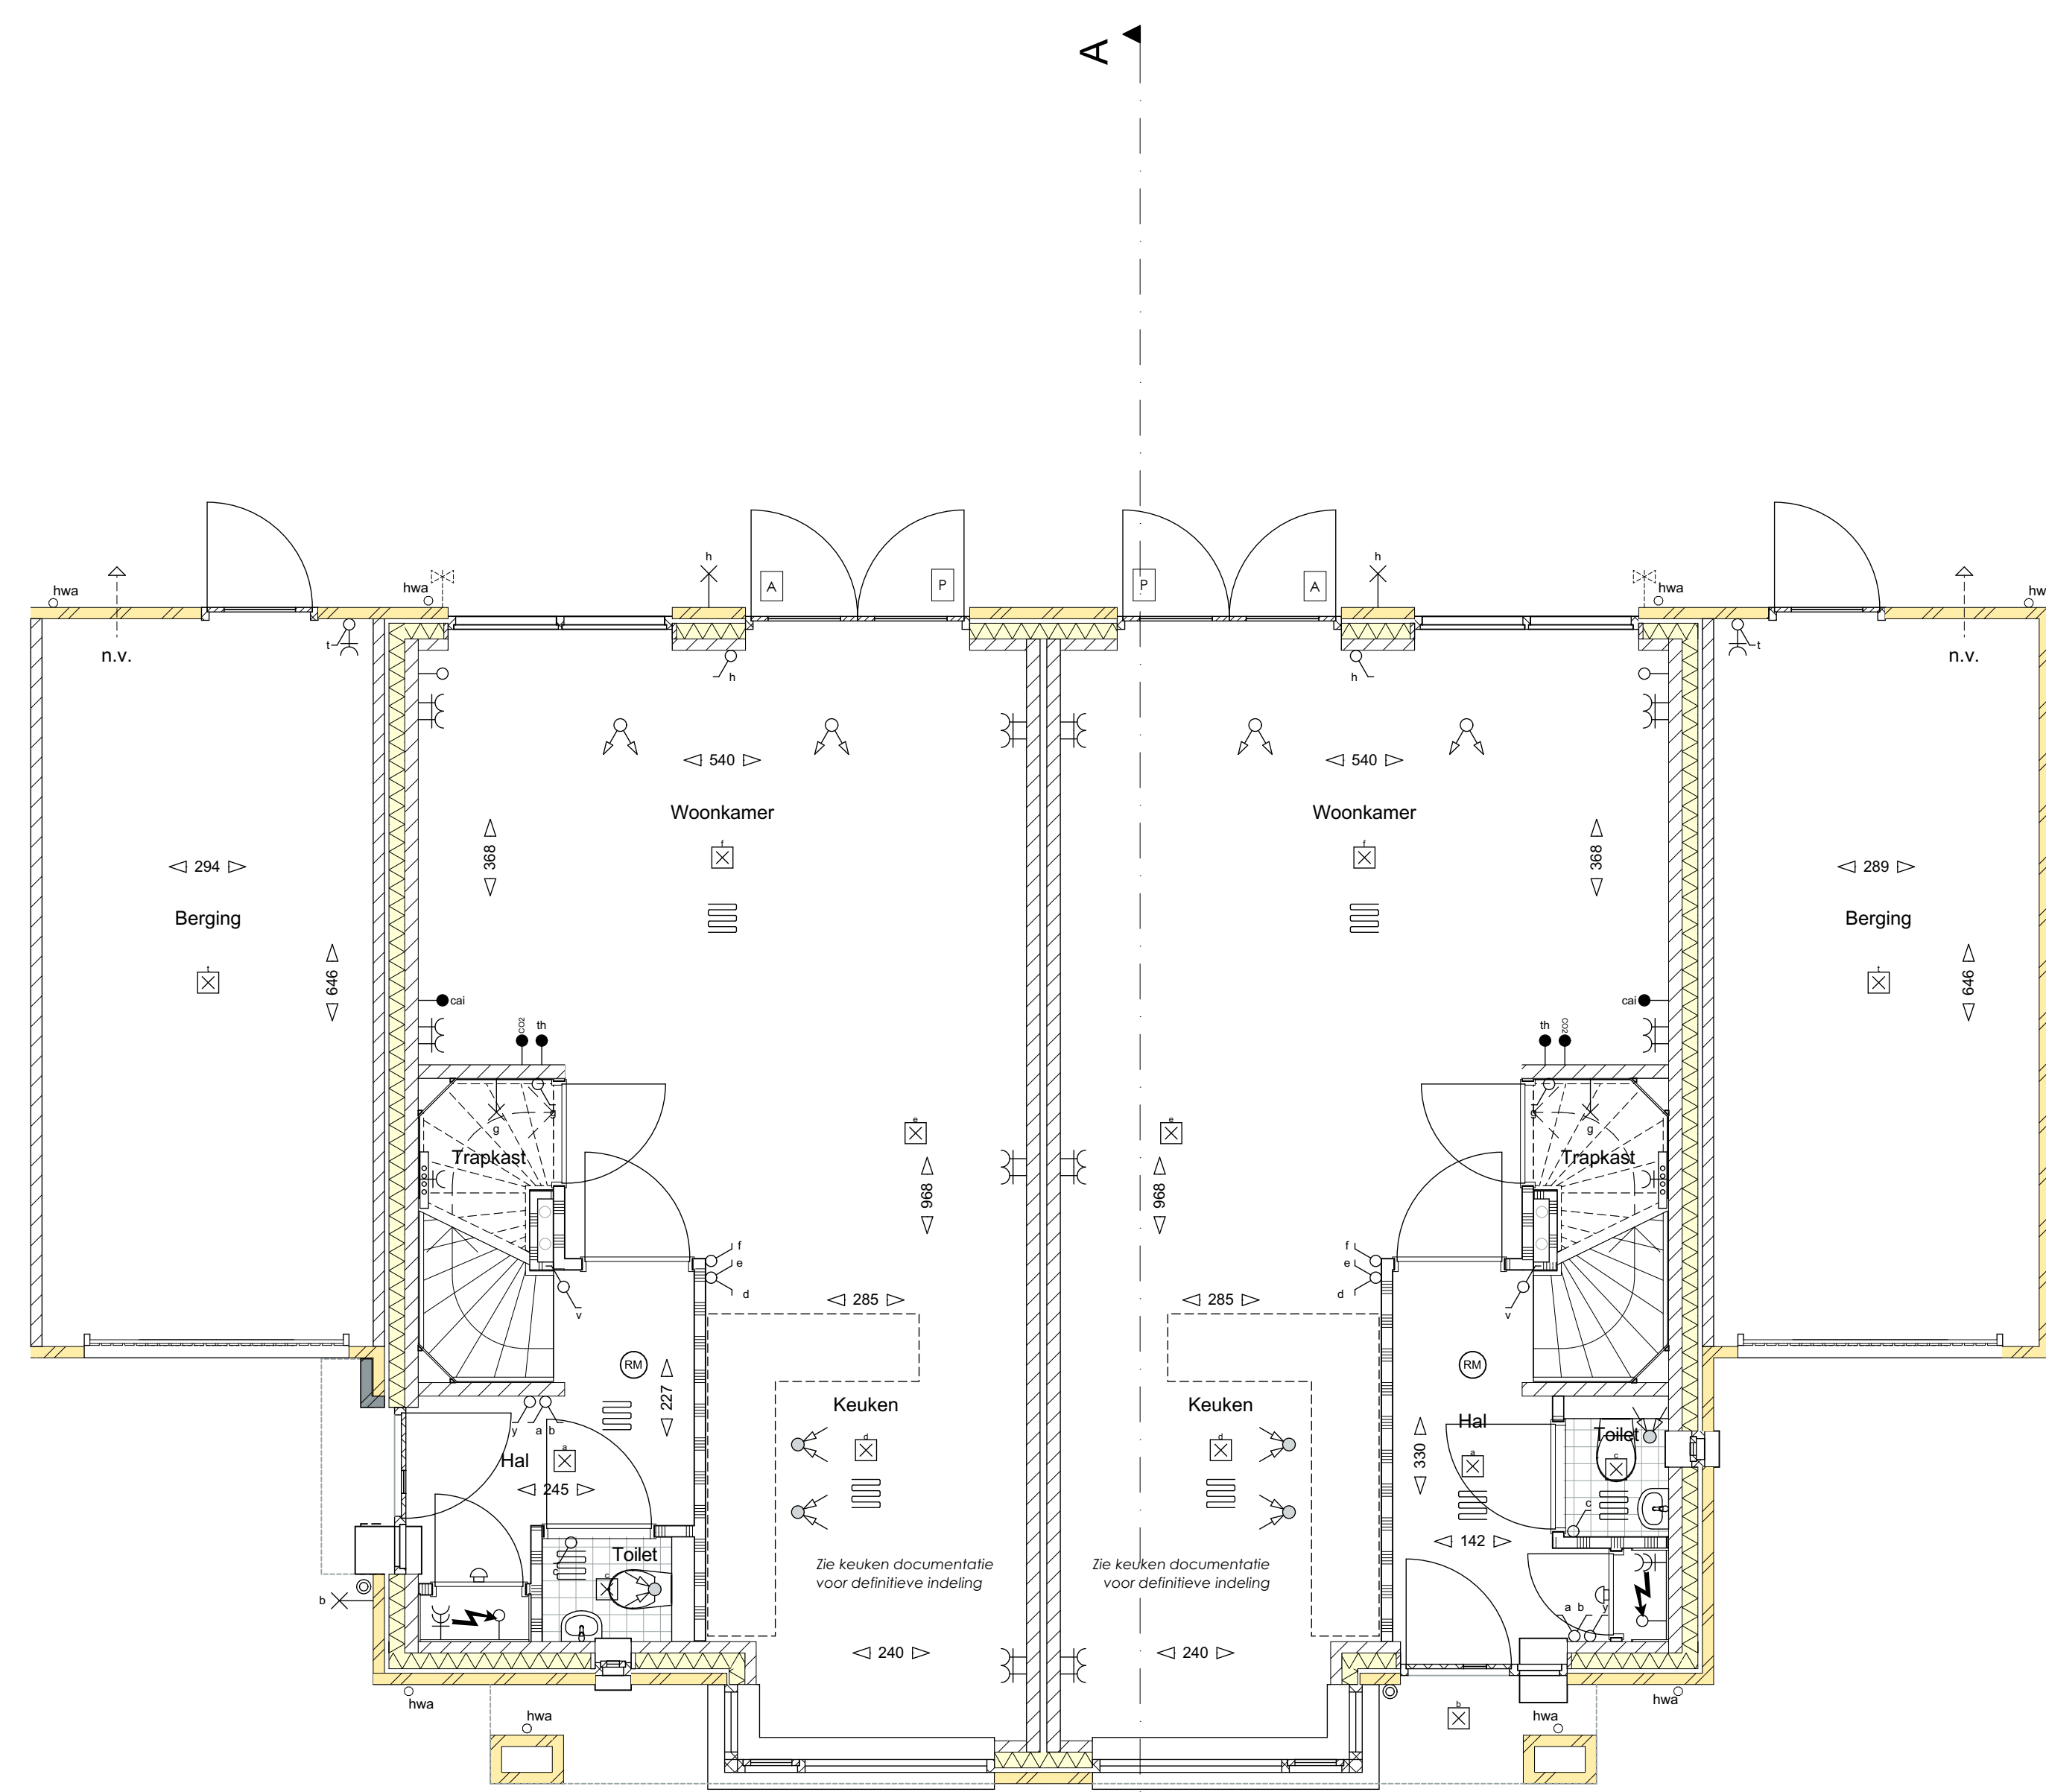 A
h
h
A
P
P
A
hwa
hwa
hwa
hw
n.v.
t
h
h
t
n.v.
540
540
Woonkamer
Woonkamer
f
f
368
368
294
289
Berging
Berging
646
646
t
t
cai
cai
CO2
th
th
CO2
g
g
g
g
e
e
Trapkast
Trapkast
968
968
f
e
d
f
e
d
v
v
285
285
RM
RM
227
Keuken
Keuken
y
a b
Hal
a
d
d
Hal
Toilet
330
a
c
245
c
142
Toilet
c
c
Zie keuken documentatie
voor definitieve indeling
Zie keuken documentatie
voor definitieve indeling
b
a b
y
240
240
hwa
hwa
hwa
b
hwa